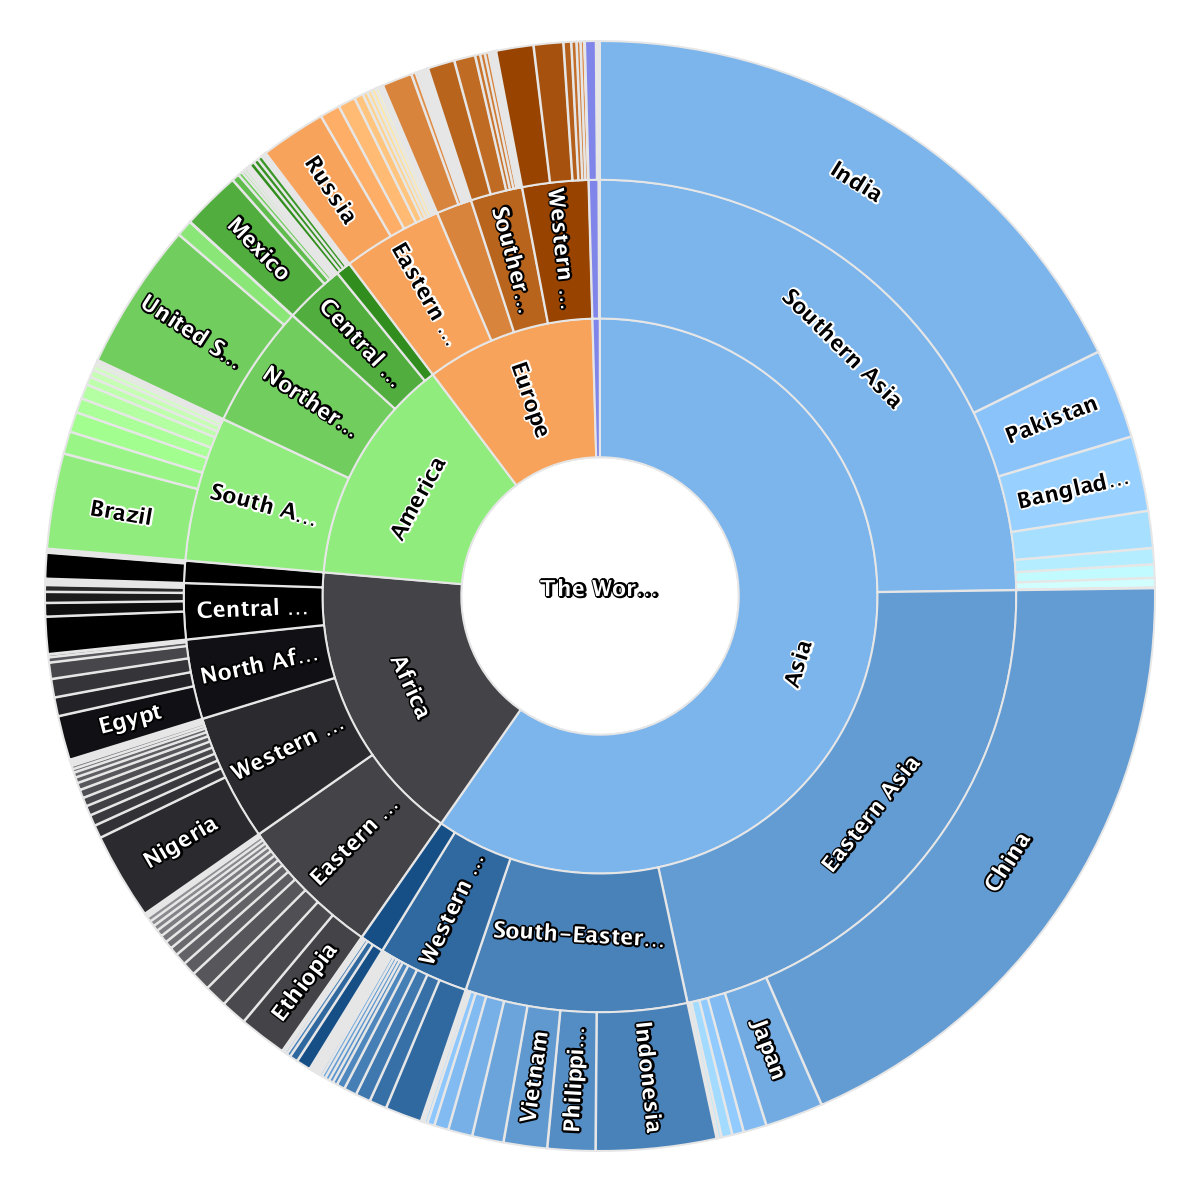 The Wor...
Asia
Southern Asia
India
Pakistan
Banglad...
Eastern Asia
China
Japan
South-Easter...
Indonesia
Philippi...
Vietnam
Western ...
Africa
Eastern ...
Ethiopia
Western ...
Nigeria
North Af...
Egypt
Central ...
America
South A...
Brazil
Norther...
United S...
Central ...
Mexico
Europe
Eastern ...
Russia
Souther...
Western ...